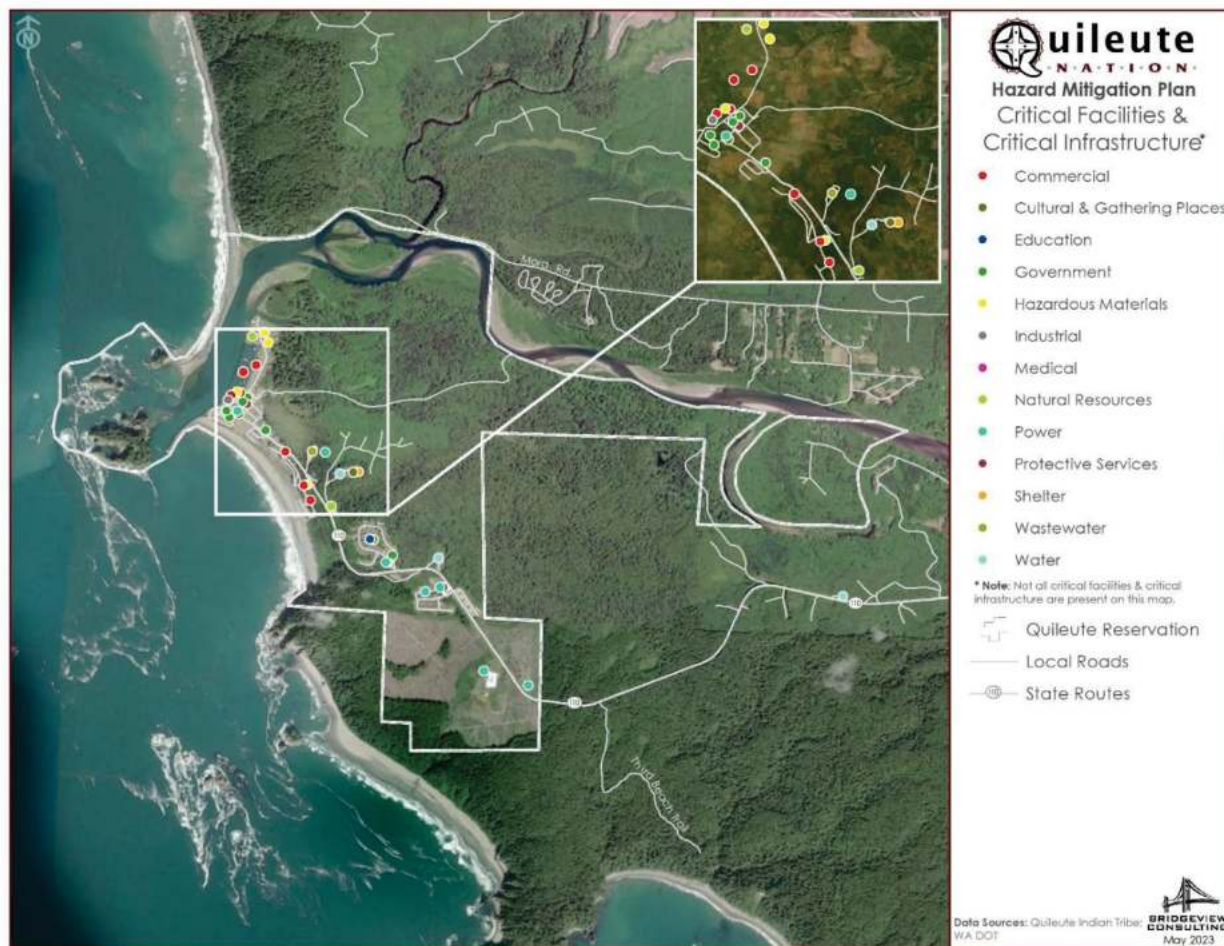 N
Mora Rd
110
110
110
Third Beach Trail
Quileute
NATION
Hazard Mitigation Plan
Critical Facilities &
Critical Infrastructure*
Commercial
Cultural & Gathering Places
Education
Government
Hazardous Materials
Industrial
Medical
Natural Resources
Power
Protective Services
Shelter
Wastewater
Water
* Note: Not all critical facilities & critical
infrastructure are present on this map.
Quileute Reservation
Local Roads
110 State Routes
Data Sources: Quileute Indian Tribe;
WA DOT
BRIDGEVIEW
CONSULTING
May 2023